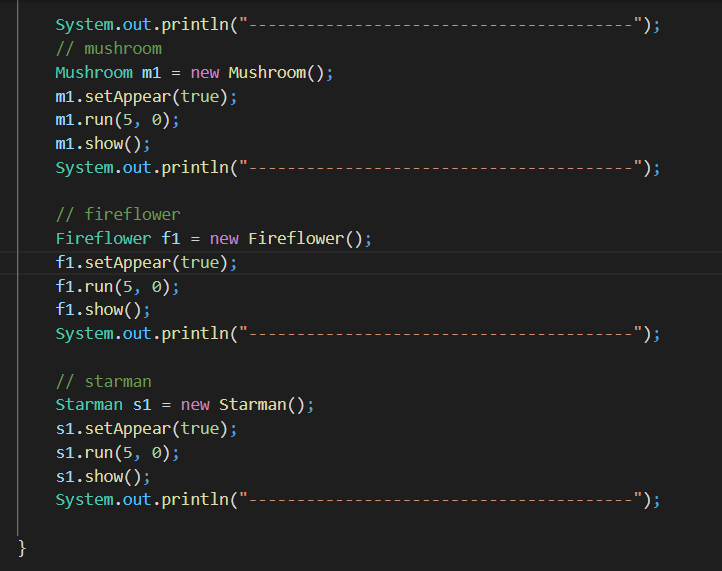 System.out.println("----------------------------------------");
// mushroom
Mushroom m1 = new Mushroom();
m1.setAppear(true);
m1.run(5, 0);
m1.show();
System.out.println("----------------------------------------");
// fireflower
Fireflower f1 = new Fireflower();
f1.setAppear(true);
f1.run(5, 0);
f1.show();
System.out.println("----------------------------------------");
// starman
Starman s1 = new Starman();
s1.setAppear(true);
s1.run(5, 0);
s1.show();
System.out.println("----------------------------------------");
}